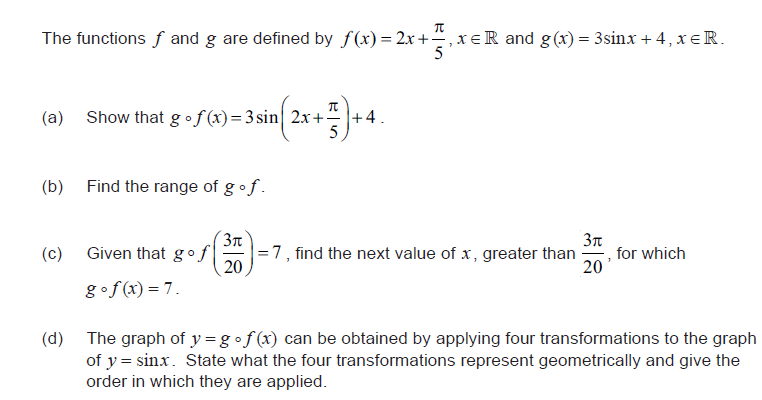 The functions f and g are defined by f(x) = 2x + π/5, x ∈ ℝ and g(x) = 3sinx + 4, x ∈ ℝ.
(a) Show that g∘f(x) = 3sin(2x + π/5) + 4.
(b) Find the range of g∘f.
(c) Given that g∘f(3π/20) = 7, find the next value of x, greater than 3π/20, for which
g∘f(x) = 7.
(d) The graph of y = g∘f(x) can be obtained by applying four transformations to the graph
of y = sinx. State what the four transformations represent geometrically and give the
order in which they are applied.